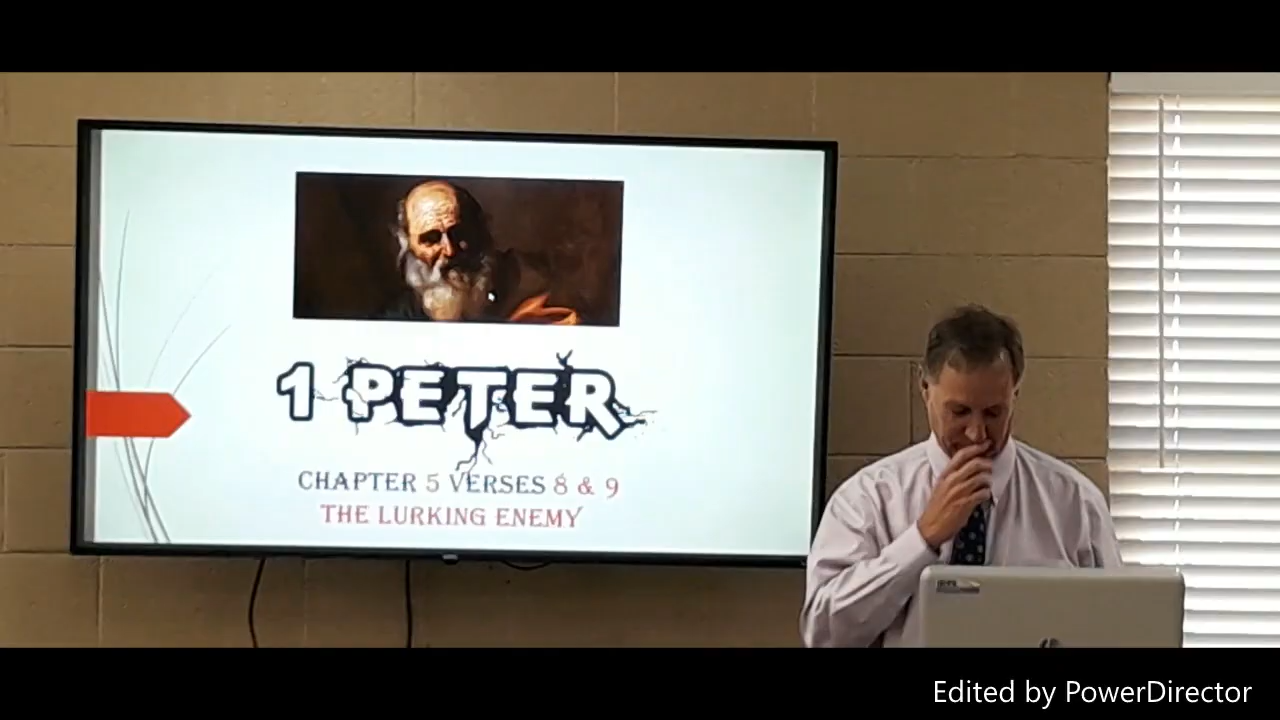 1 PETER
CHAPTER 5 VERSES 8 & 9
THE LURKING ENEMY
Edited by PowerDirector